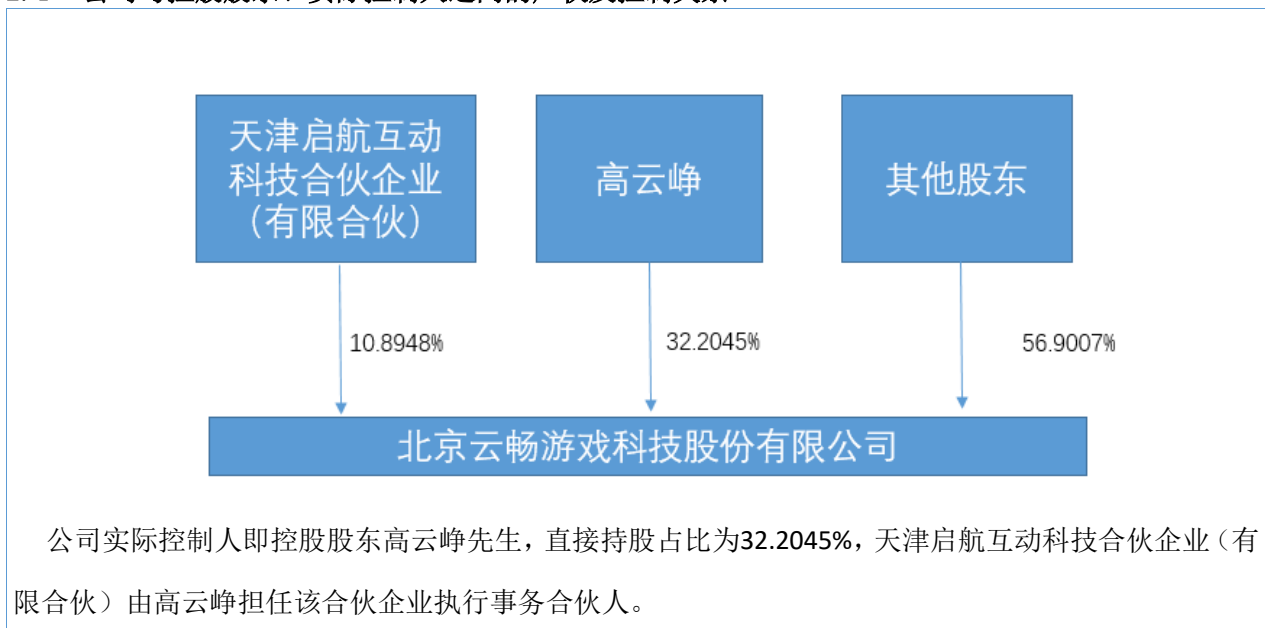 天津启航互动
科技合伙企业
（有限合伙）
高云峥
其他股东
10.8948%
32.2045%
56.9007%
北京云畅游戏科技股份有限公司
公司实际控制人即控股股东高云峥先生，直接持股占比为32.2045%，天津启航互动科技合伙企业（有
限合伙）由高云峥担任该合伙企业执行事务合伙人。